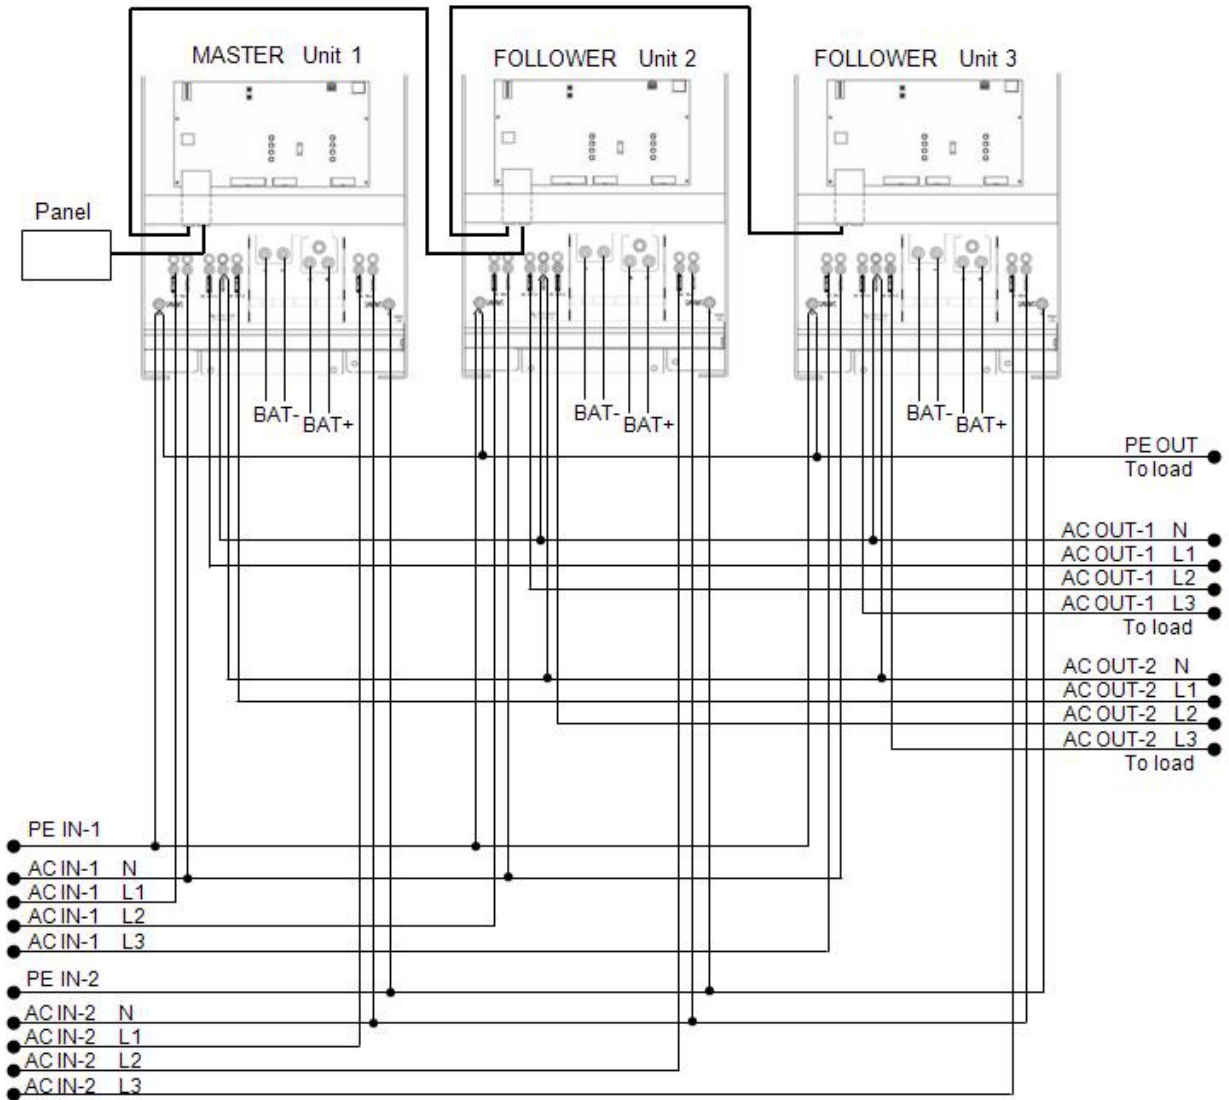 MASTER Unit 1
FOLLOWER Unit 2
FOLLOWER Unit 3
Panel
BAT-
BAT+
BAT-
BAT+
BAT-
BAT+
PE OUT
To load
AC OUT-1 N
AC OUT-1 L1
AC OUT-1 L2
AC OUT-1 L3
To load
AC OUT-2 N
AC OUT-2 L1
AC OUT-2 L2
AC OUT-2 L3
To load
PE IN-1
AC IN-1 N
AC IN-1 L1
AC IN-1 L2
AC IN-1 L3
PE IN-2
AC IN-2 N
AC IN-2 L1
AC IN-2 L2
AC IN-2 L3